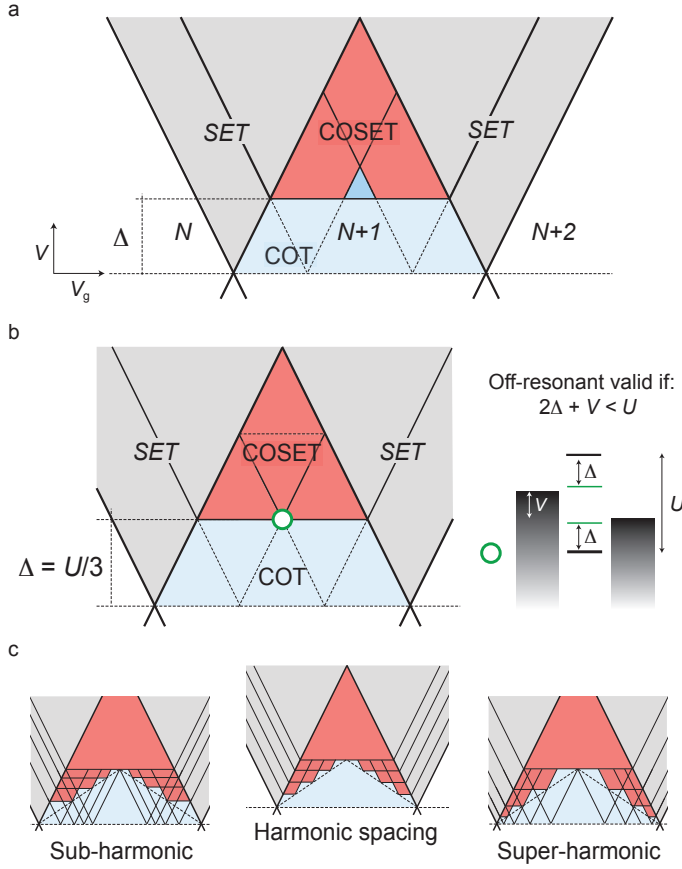 a
SET
COSET
SET
Δ
N
N+1
N+2
V
COT
Vg
b
Off-resonant valid if:
2Δ + V < U
SET
COSET
SET
Δ
V
U
Δ
Δ = U/3
COT
c
Sub-harmonic
Harmonic spacing
Super-harmonic